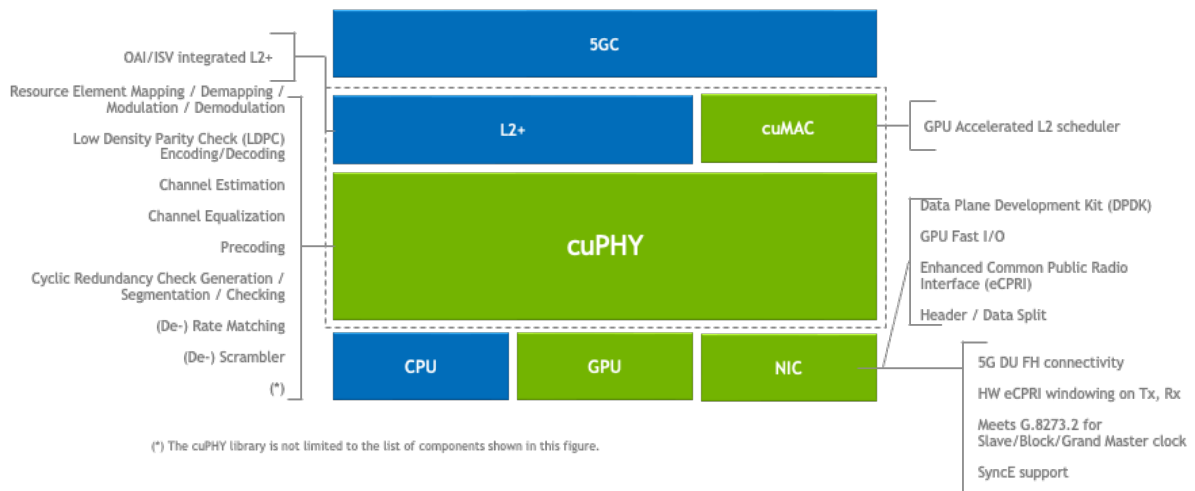 5GC
OAI/ISV integrated L2+
Resource Element Mapping / Demapping /
Modulation / Demodulation
Low Density Parity Check (LDPC)
Encoding/Decoding
Channel Estimation
Channel Equalization
Precoding
Cyclic Redundancy Check Generation /
Segmentation / Checking
(De-) Rate Matching
(De-) Scrambler
(*)
L2+
cuMAC
GPU Accelerated L2 scheduler
cuPHY
Data Plane Development Kit (DPDK)
GPU Fast I/O
Enhanced Common Public Radio
Interface (eCPRI)
Header / Data Split
CPU
GPU
NIC
5G DU FH connectivity
HW eCPRI windowing on Tx, Rx
Meets G.8273.2 for
Slave/Block/Grand Master clock
SyncE support
(*) The cuPHY library is not limited to the list of components shown in this figure.